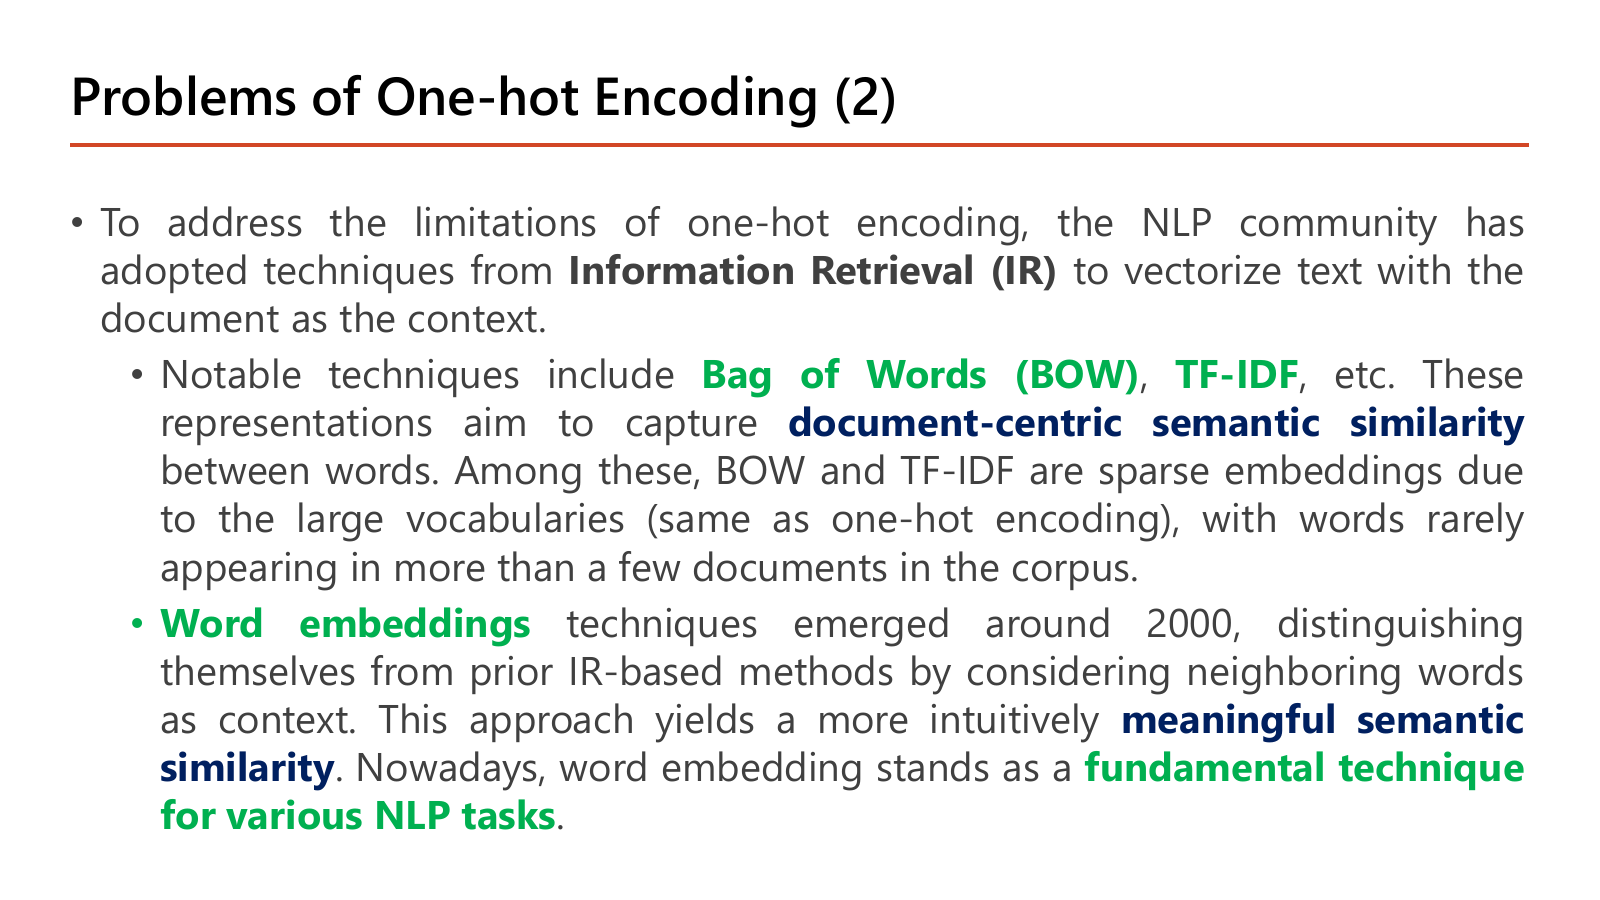 Problems of One-hot Encoding (2)
• To address the limitations of one-hot encoding, the NLP community has
adopted techniques from Information Retrieval (IR) to vectorize text with the
document as the context.
• Notable techniques include Bag of Words (BOW), TF-IDF, etc. These
representations aim to capture document-centric semantic similarity
between words. Among these, BOW and TF-IDF are sparse embeddings due
to the large vocabularies (same as one-hot encoding), with words rarely
appearing in more than a few documents in the corpus.
• Word embeddings techniques emerged around 2000, distinguishing
themselves from prior IR-based methods by considering neighboring words
as context. This approach yields a more intuitively meaningful semantic
similarity. Nowadays, word embedding stands as a fundamental technique
for various NLP tasks.